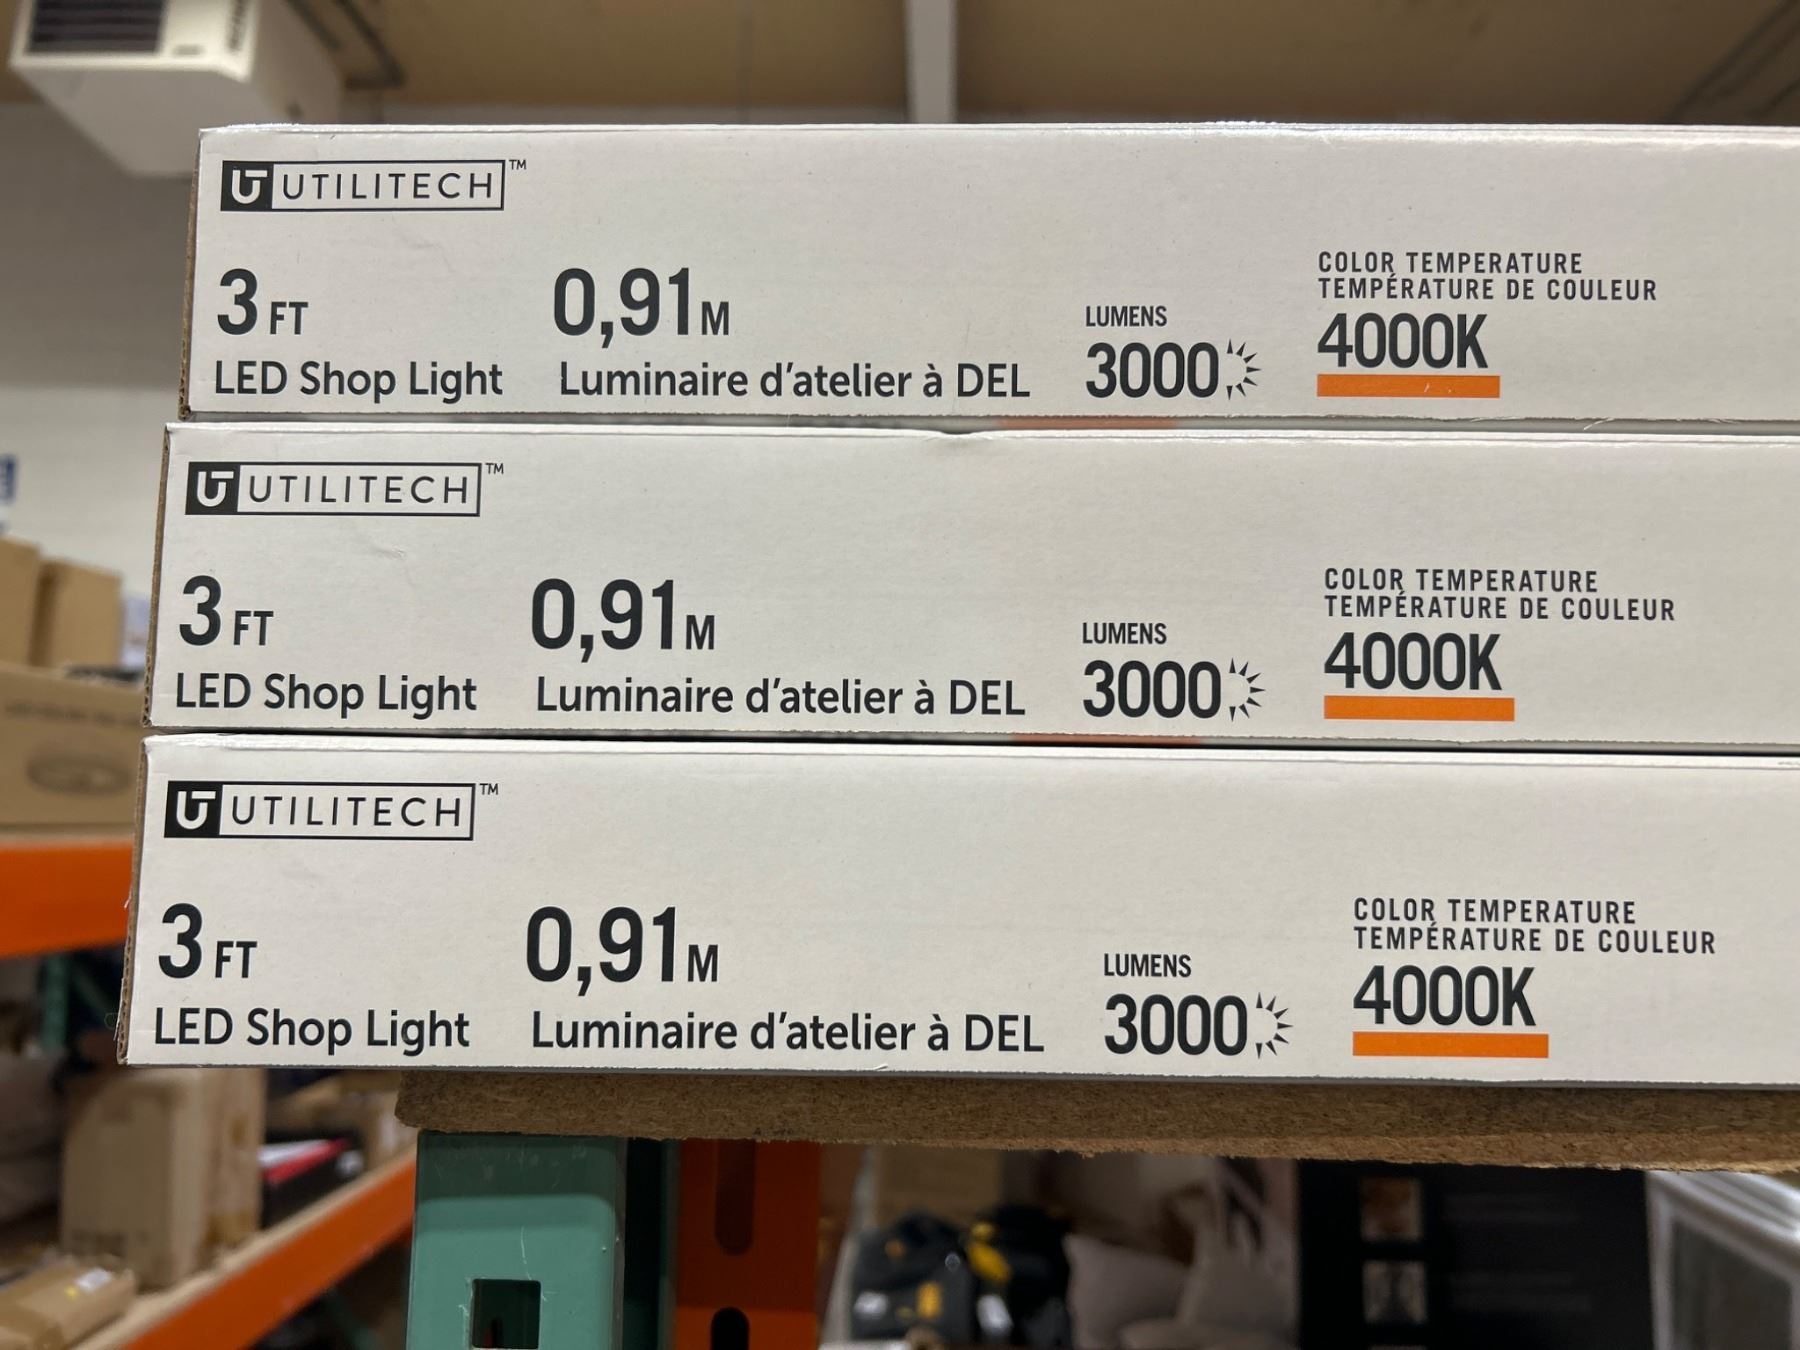 UTILITECH™
3 FT 0,91 M
LED Shop Light Luminaire d'atelier à DEL
LUMENS
3000
COLOR TEMPERATURE
TEMPÉRATURE DE COULEUR
4000K
UTILITECH™
3 FT 0,91 M
LED Shop Light Luminaire d'atelier à DEL
LUMENS
3000
COLOR TEMPERATURE
TEMPÉRATURE DE COULEUR
4000K
UTILITECH™
3 FT 0,91 M
LED Shop Light Luminaire d'atelier à DEL
LUMENS
3000
COLOR TEMPERATURE
TEMPÉRATURE DE COULEUR
4000K